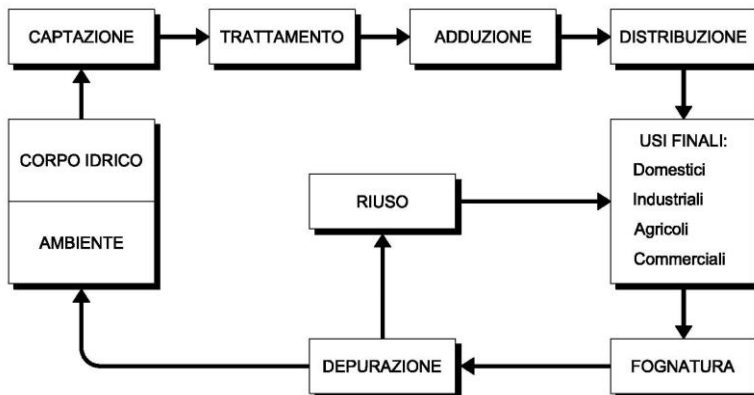 CAPTAZIONE
TRATTAMENTO
ADDUZIONE
DISTRIBUZIONE
CORPO IDRICO
AMBIENTE
RIUSO
USI FINALI:
Domestici
Industriali
Agricoli
Commerciali
DEPURAZIONE
FOGNATURA